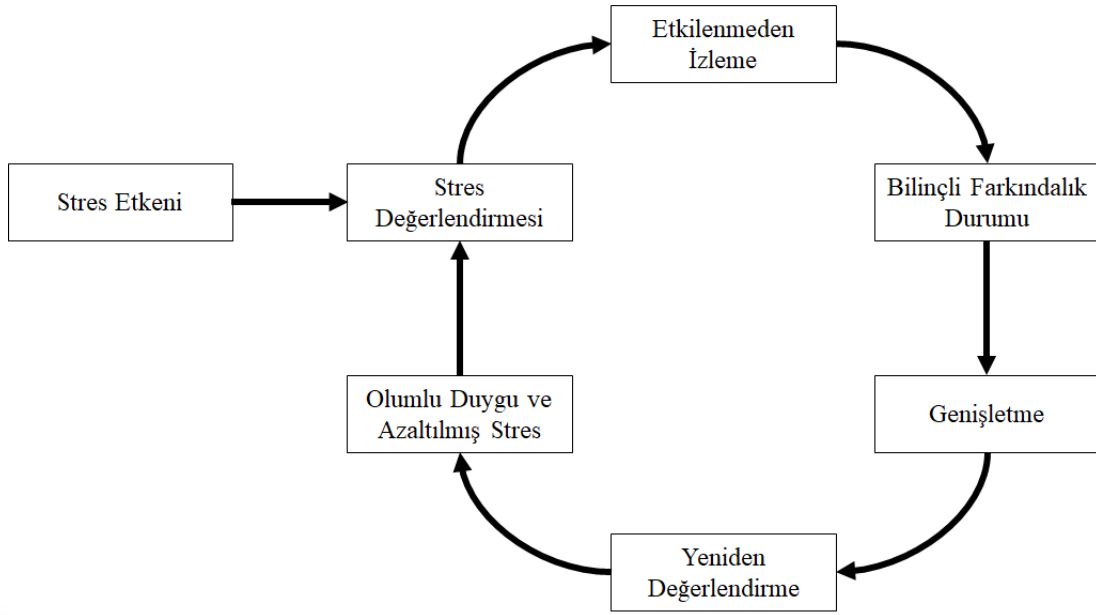 Etkilenmeden
İzleme
Stres Etkeni
Stres
Değerlendirmesi
Bilinçli Farkındalık
Durumu
Olumlu Duygu ve
Azaltılmış Stres
Genişletme
Yeniden
Değerlendirme